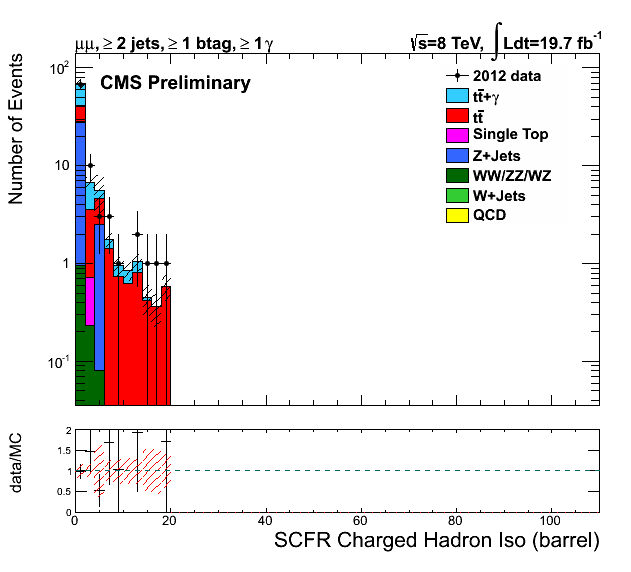 μμ, ≥ 2 jets, ≥ 1 btag, ≥ 1 γ
√s=8 TeV, ∫Ldt=19.7 fb⁻¹
CMS Preliminary
2012 data
tt̄+γ
tt̄
Single Top
Z+Jets
WW/ZZ/WZ
W+Jets
QCD
Number of Events
10²
10
1
10⁻¹
data/MC
2
1.5
1
0.5
0
0 20 40 60 80 100
SCFR Charged Hadron Iso (barrel)